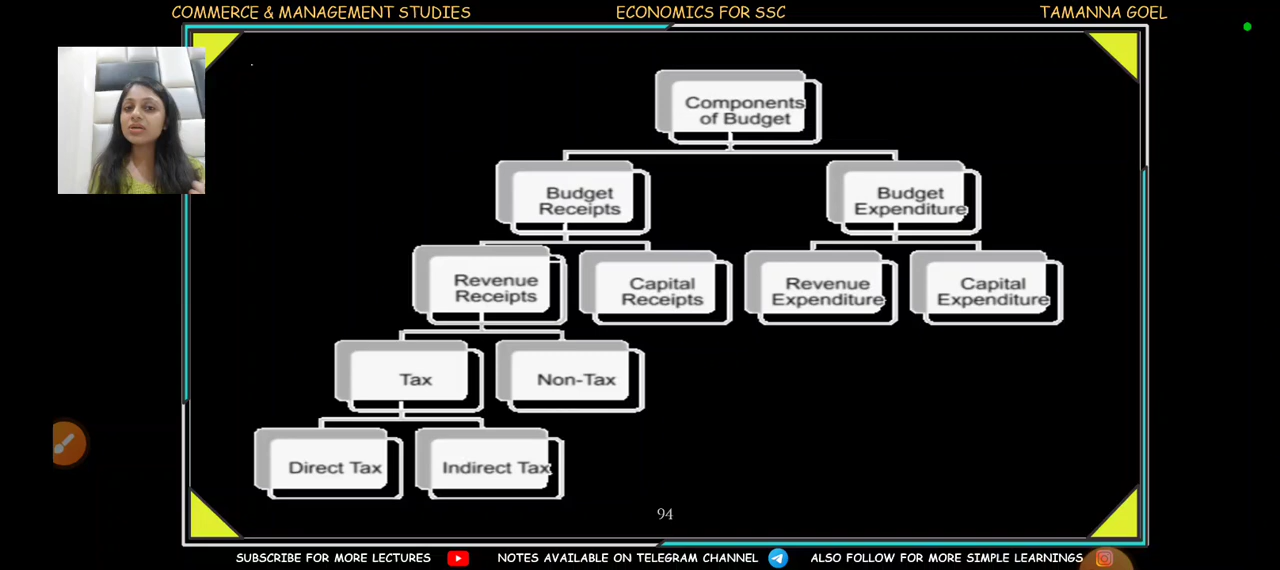 COMMERCE & MANAGEMENT STUDIES
ECONOMICS FOR SSC
TAMANNA GOEL
Components
of Budget
Budget
Receipts
Budget
Expenditure
Revenue
Receipts
Capital
Receipts
Revenue
Expenditure
Capital
Expenditure
Tax
Non-Tax
Direct Tax
Indirect Tax
94
SUBSCRIBE FOR MORE LECTURES
NOTES AVAILABLE ON TELEGRAM CHANNEL
ALSO FOLLOW FOR MORE SIMPLE LEARNINGS